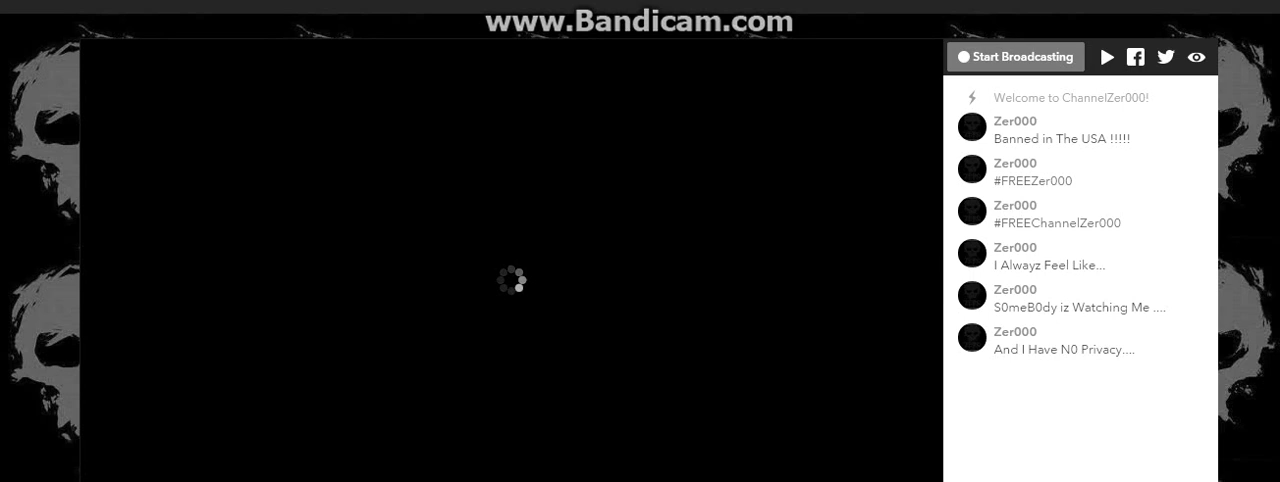 www.Bandicam.com
Start Broadcasting
Welcome to ChannelZer000!
Zer000
Banned in The USA !!!!!
Zer000
#FREEZer000
Zer000
#FREEChannelZer000
Zer000
I Alwayz Feel Like...
Zer000
S0meB0dy iz Watching Me ....
Zer000
And I Have N0 Privacy....